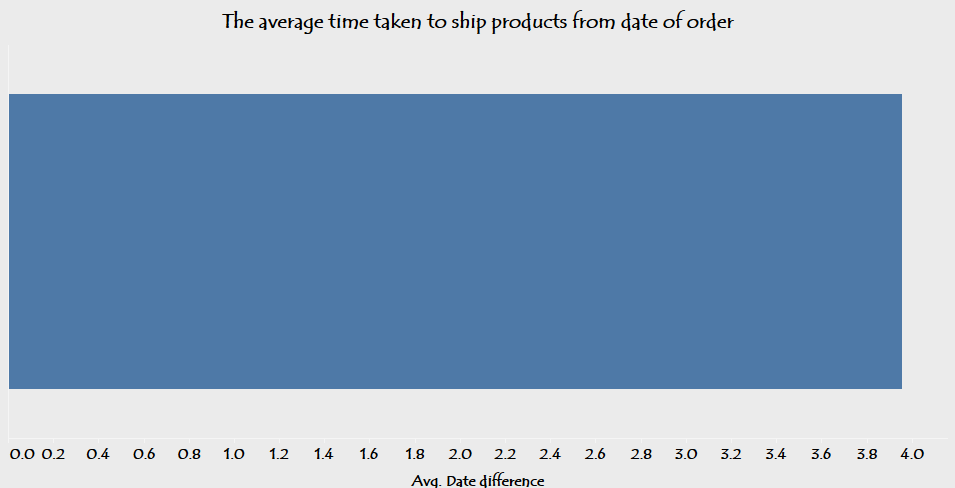 The average time taken to ship products from date of order
0.0 0.2 0.4 0.6 0.8 1.0 1.2 1.4 1.6 1.8 2.0 2.2 2.4 2.6 2.8 3.0 3.2 3.4 3.6 3.8 4.0
Avg. Date difference